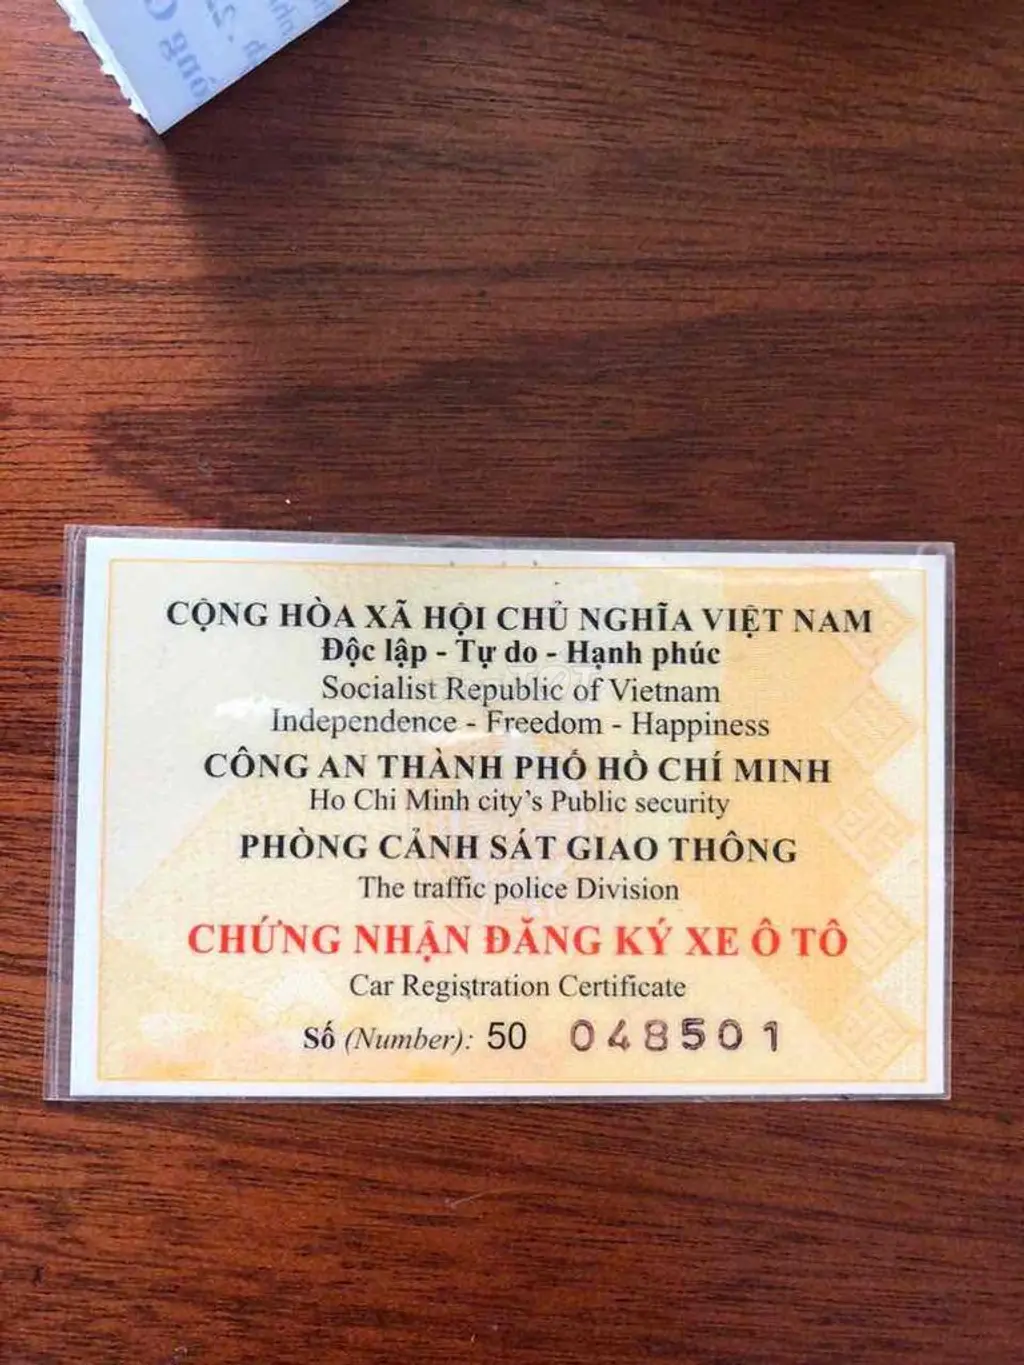 CỘNG HÒA XÃ HỘI CHỦ NGHĨA VIỆT NAM
Độc lập - Tự do - Hạnh phúc
Socialist Republic of Vietnam
Independence - Freedom - Happiness
CÔNG AN THÀNH PHỐ HỒ CHÍ MINH
Ho Chi Minh city's Public security
PHÒNG CẢNH SÁT GIAO THÔNG
The traffic police Division
CHỨNG NHẬN ĐĂNG KÝ XE Ô TÔ
Car Registration Certificate
Số (Number): 50 048501